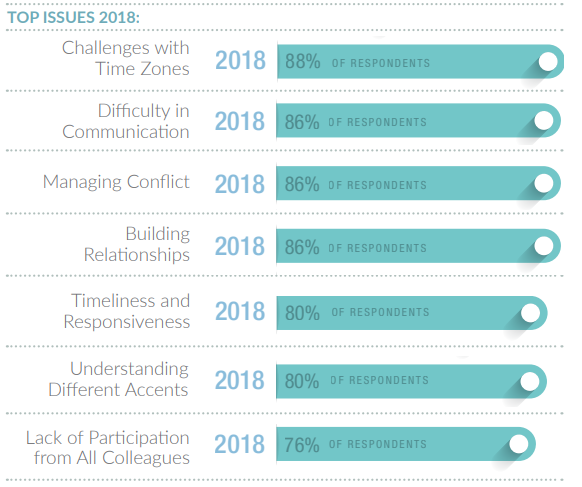 TOP ISSUES 2018:
Challenges with
Time Zones
2018 88% OF RESPONDENTS
Difficulty in
Communication
2018 86% OF RESPONDENTS
Managing Conflict 2018 86% OF RESPONDENTS
Building
Relationships
2018 86% OF RESPONDENTS
Timeliness and
Responsiveness
2018 80% OF RESPONDENTS
Understanding
Different Accents
2018 80% OF RESPONDENTS
Lack of Participation
from All Colleagues
2018 76% OF RESPONDENTS